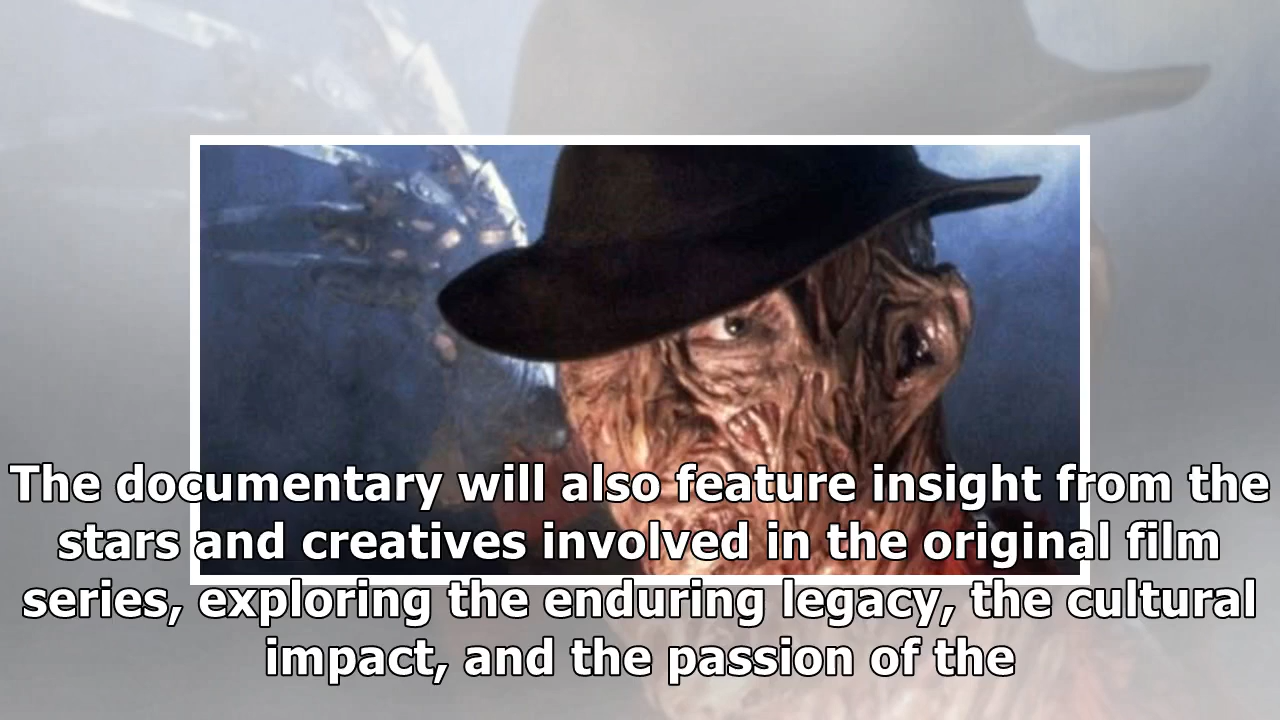 The documentary will also feature insight from the
stars and creatives involved in the original film
series, exploring the enduring legacy, the cultural
impact, and the passion of the